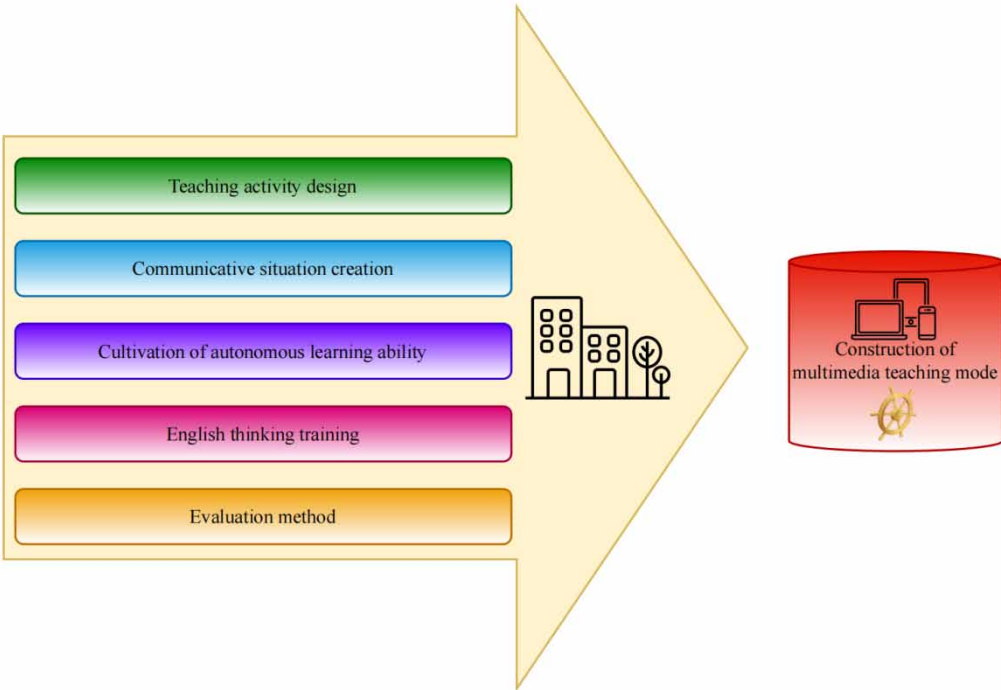 Teaching activity design
Communicative situation creation
Cultivation of autonomous learning ability
English thinking training
Evaluation method
Construction of
multimedia teaching mode